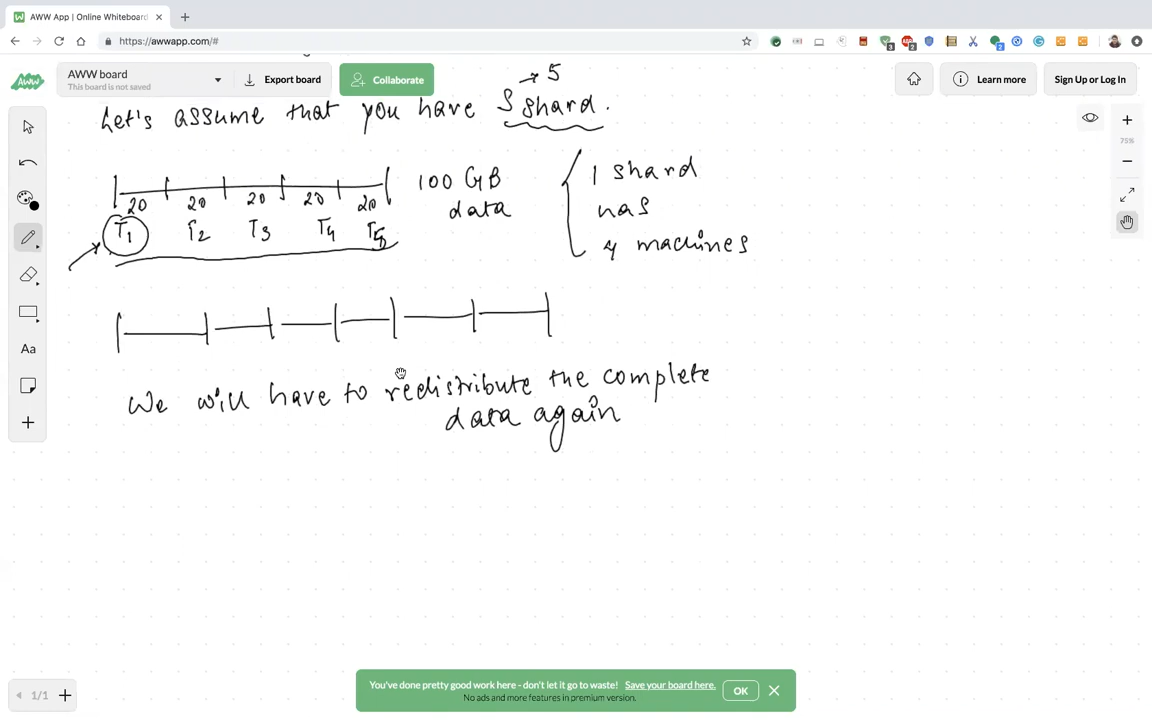 AWW App | Online Whiteboard
https://awwapp.com/#
AWW board
This board is not saved
Export board
Collaborate
Learn more
Sign Up or Log In
→ 5
Let's assume that you have S shard.
100 GB
data
20 20 20 20 20
T1 T2 T3 T4 T5
1 shard
has
4 machines
We will have to redistribute the complete
data again
75%
Aa
1/1
You've done pretty good work here - don't let it go to waste! Save your board here.
No ads and more features in premium version.
OK